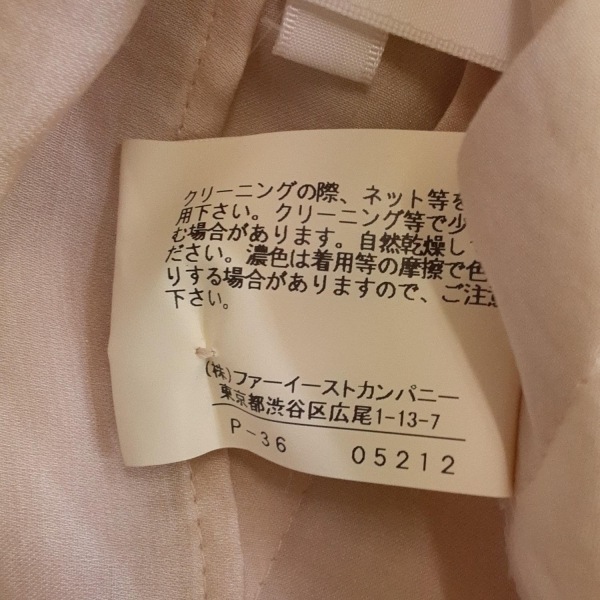 クリーニングの際、ネット等を
用下さい。クリーニング等で少
む場合があります。自然乾燥し
ださい。濃色は着用等の摩擦で色
りする場合がありますので、ご注意
下さい。
(株)ファーイーストカンパニー
東京都渋谷区広尾1-13-7
P-36 05212